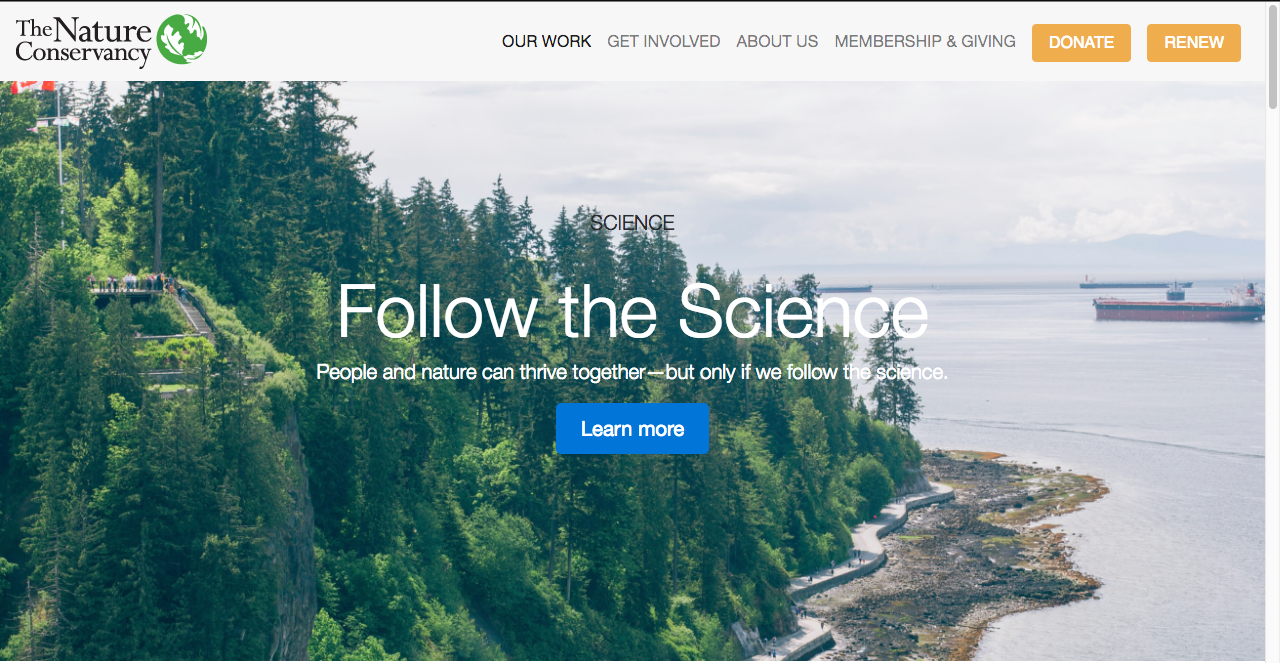 The Nature
Conservancy
OUR WORK GET INVOLVED ABOUT US MEMBERSHIP & GIVING DONATE RENEW
SCIENCE
Follow the Science
People and nature can thrive together—but only if we follow the science.
Learn more